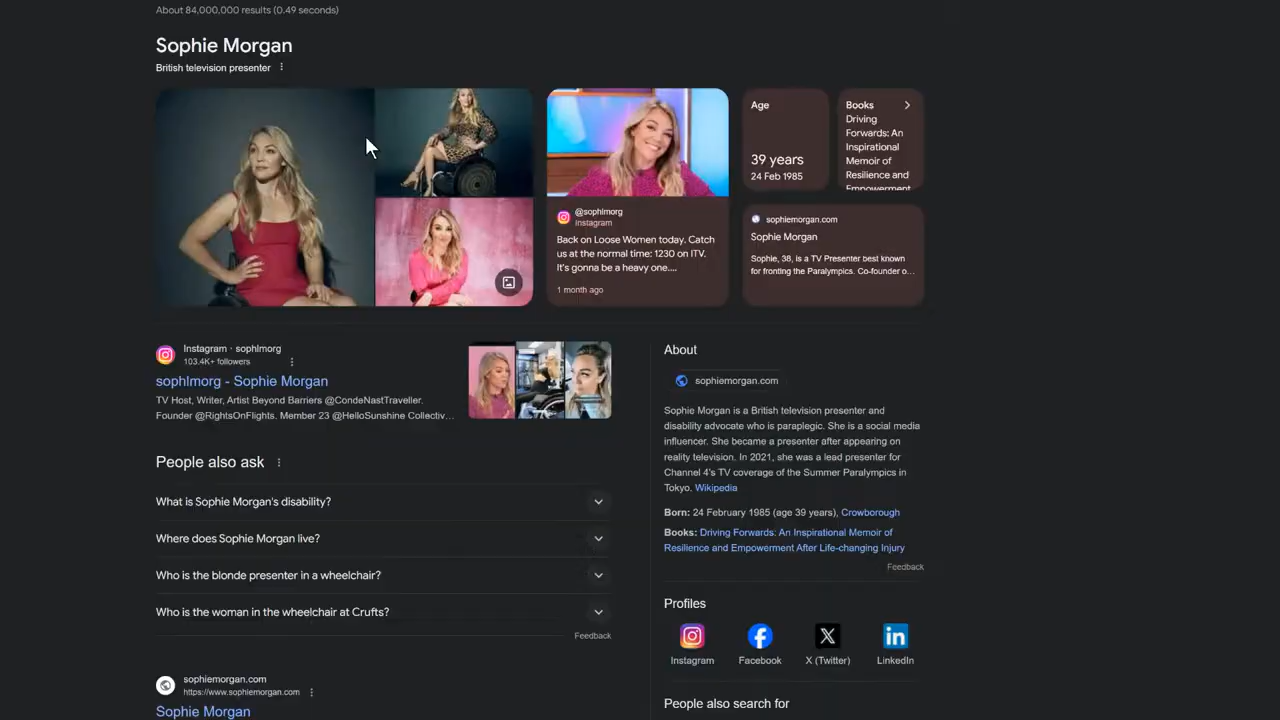 About 84,000,000 results (0.49 seconds)
Sophie Morgan
British television presenter
@sophlmorg
Instagram
Back on Loose Women today. Catch
us at the normal time: 1230 on ITV.
It's gonna be a heavy one....
1 month ago
Age
39 years
24 Feb 1985
Books
Driving
Forwards: An
Inspirational
Memoir of
Resilience and
Empowerment
sophiemorgan.com
Sophie Morgan
Sophie, 38, is a TV Presenter best known
for fronting the Paralympics. Co-founder o...
Instagram · sophlmorg
103.4K+ followers
sophlmorg - Sophie Morgan
TV Host, Writer, Artist Beyond Barriers @CondeNastTraveller.
Founder @RightsOnFlights. Member 23 @HelloSunshine Collectiv...
People also ask
What is Sophie Morgan's disability?
Where does Sophie Morgan live?
Who is the blonde presenter in a wheelchair?
Who is the woman in the wheelchair at Crufts?
Feedback
sophiemorgan.com
https://www.sophiemorgan.com
Sophie Morgan
About
sophiemorgan.com
Sophie Morgan is a British television presenter and
disability advocate who is paraplegic. She is a social media
influencer. She became a presenter after appearing on
reality television. In 2021, she was a lead presenter for
Channel 4's TV coverage of the Summer Paralympics in
Tokyo. Wikipedia
Born: 24 February 1985 (age 39 years), Crowborough
Books: Driving Forwards: An Inspirational Memoir of
Resilience and Empowerment After Life-changing Injury
Feedback
Profiles
Instagram
Facebook
X (Twitter)
LinkedIn
People also search for